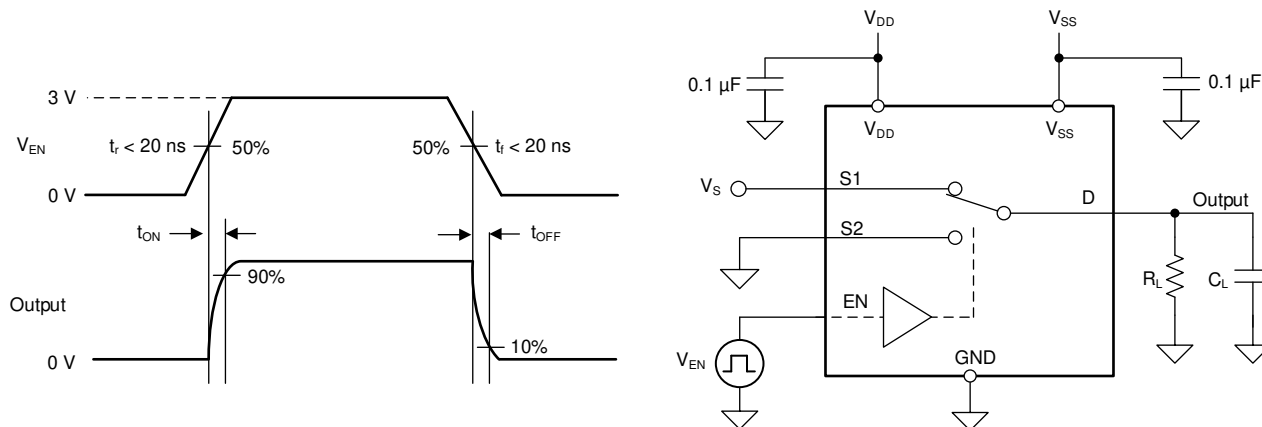 3 V
V_EN
t_r < 20 ns
50%
50%
t_f < 20 ns
0 V
t_ON
t_OFF
90%
Output
0 V
10%
V_DD
V_SS
0.1 µF
0.1 µF
V_DD
V_SS
V_S
S1
D
Output
S2
R_L
C_L
EN
V_EN
GND